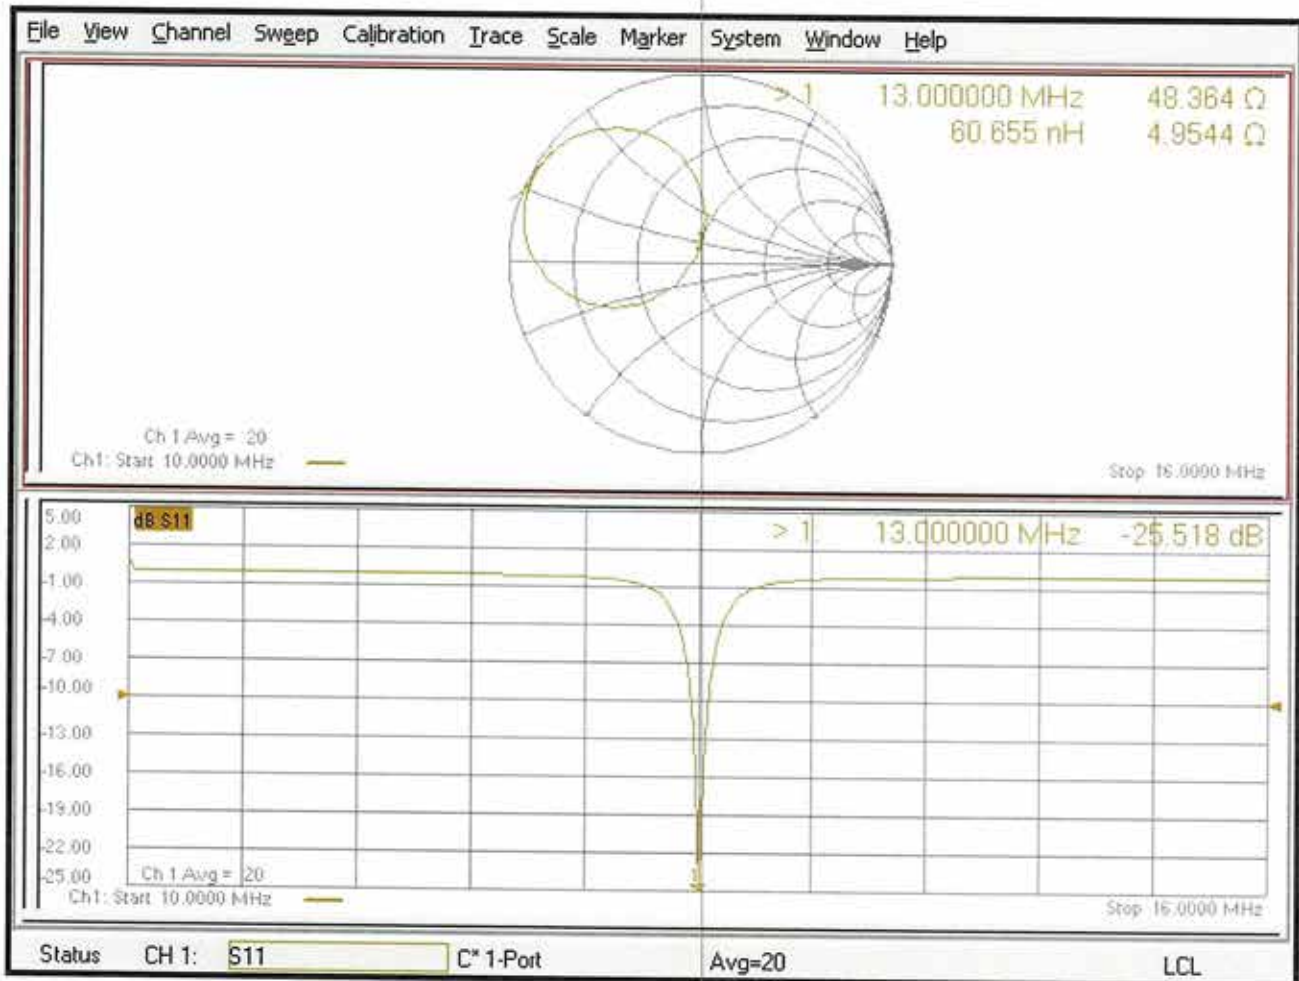 File View Channel Sweep Calibration Trace Scale Marker System Window Help
> 1 13.000000 MHz 48.364 Ω
60.655 nH 4.9544 Ω
Ch 1 Avg = 20
Ch1: Start 10.0000 MHz
Stop 16.0000 MHz
5.00
dB S11
> 1 13.000000 MHz -25.518 dB
2.00
-1.00
-4.00
-7.00
-10.00
-13.00
-16.00
-19.00
-22.00
-25.00
1
Ch 1 Avg = 20
Ch1: Start 10.0000 MHz
Stop 16.0000 MHz
Status CH 1: S11 C* 1-Port Avg=20 LCL